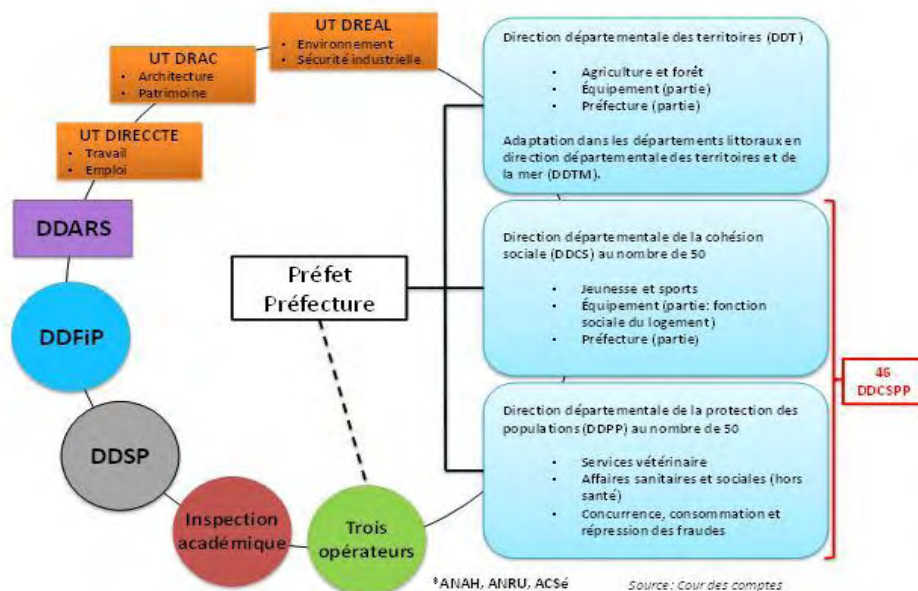 UT DREAL
• Environnement
• Sécurité industrielle
UT DRAC
• Architecture
• Patrimoine
UT DIRECCTE
• Travail
• Emploi
DDARS
DDFiP
DDSP
Inspection
académique
Trois
opérateurs
Préfet
Préfecture
Direction départementale des territoires (DDT)
• Agriculture et forêt
• Équipement (partie)
• Préfecture (partie)
Adaptation dans les départements littoraux en
direction départementale des territoires et de
la mer (DDTM).
Direction départementale de la cohésion
sociale (DDCS) au nombre de 50
• Jeunesse et sports
• Équipement (partie: fonction
sociale du logement)
• Préfecture (partie)
Direction départementale de la protection des
populations (DDPP) au nombre de 50
• Services vétérinaire
• Affaires sanitaires et sociales (hors
santé)
• Concurrence, consommation et
répression des fraudes
46
DDCSPP
*ANAH, ANRU, ACSé
Source: Cour des comptes